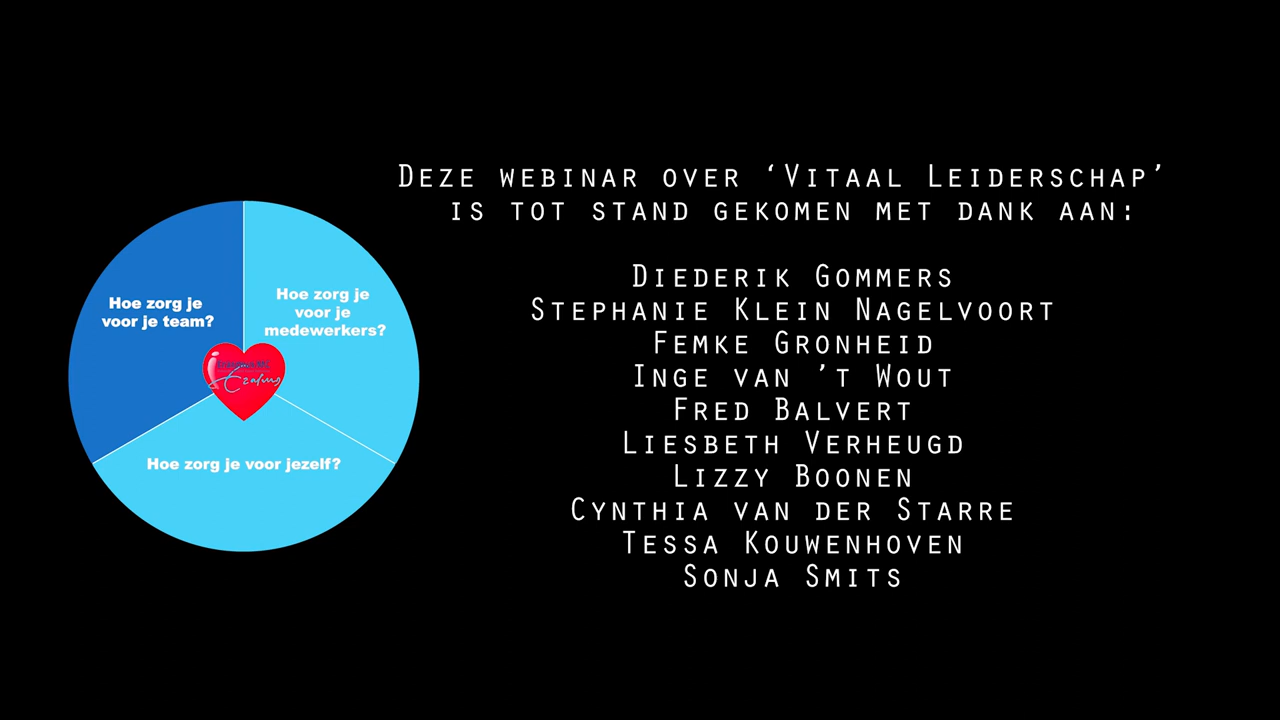 Deze webinar over ‘Vitaal Leiderschap’
is tot stand gekomen met dank aan:
Diederik Gommers
Stephanie Klein Nagelvoort
Femke Gronheid
Inge van ’t Wout
Fred Balvert
Liesbeth Verheugd
Lizzy Boonen
Cynthia van der Starre
Tessa Kouwenhoven
Sonja Smits
Hoe zorg je
voor je team?
Hoe zorg je
voor je
medewerkers?
Erasmus
Hoe zorg je voor jezelf?